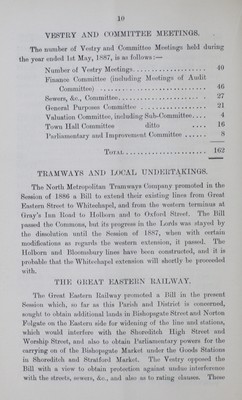 10
VESTRY AND COMMITTEE MEETINGS.
The number of Vestry and Committee Meetings held during
the year ended 1st May, 1887, is as follows:—
Number of Vestry Meetings.................. 40
Finance Committee (including Meetings of Audit
Committee) .......................... 46
Sewers, &c., Committee...................... 27
General Purposes Committee .................. 21
Valuation Committee, including Sub-Committee.... 4
Town Hall Committee ditto .... 16
Parliamentary and Improvement Committee ...... 8
TOTAL ...................... 162
TRAMWAYS AND LOCAL UNDERTAKINGS.
The North Metropolitan Tramways Company promoted in the
Session of 1886 a Bill to extend their existing lines from Great
Eastern Street to Whitechapel, and from the western terminus at
Gray's Inn Road to Holborn and to Oxford Street. The Bill
passed the Commons, but its progress in the Lords was stayed by
the dissolution until the Session of 1887, when with certain
modifications as regards the western extension, it passed. The
Holborn and Bloomsbury lines have been constructed, and it is
probable that the Whitechapel extension will shortly be proceeded
with.
THE GREAT EASTERN RAILWAY.
The Great Eastern Railway promoted a Bill in the present
Session which, so far as this Parish and District is concerned,
sought to obtain additional lands in Bishopsgate Street and Norton
Folgate on the Eastern side for widening of the line and stations,
which would interfere with the Shoreditch High Street and
Worship Street, and also to obtain Parliamentary powers for the
carrying on of the Bishopsgate Market under the Goods Stations
in Shoreditch and Stratford Market. The Vestry opposed the
Bill with a view to obtain protection against undue interference
with the streets, sewers, &c., and also as to rating clauses. These